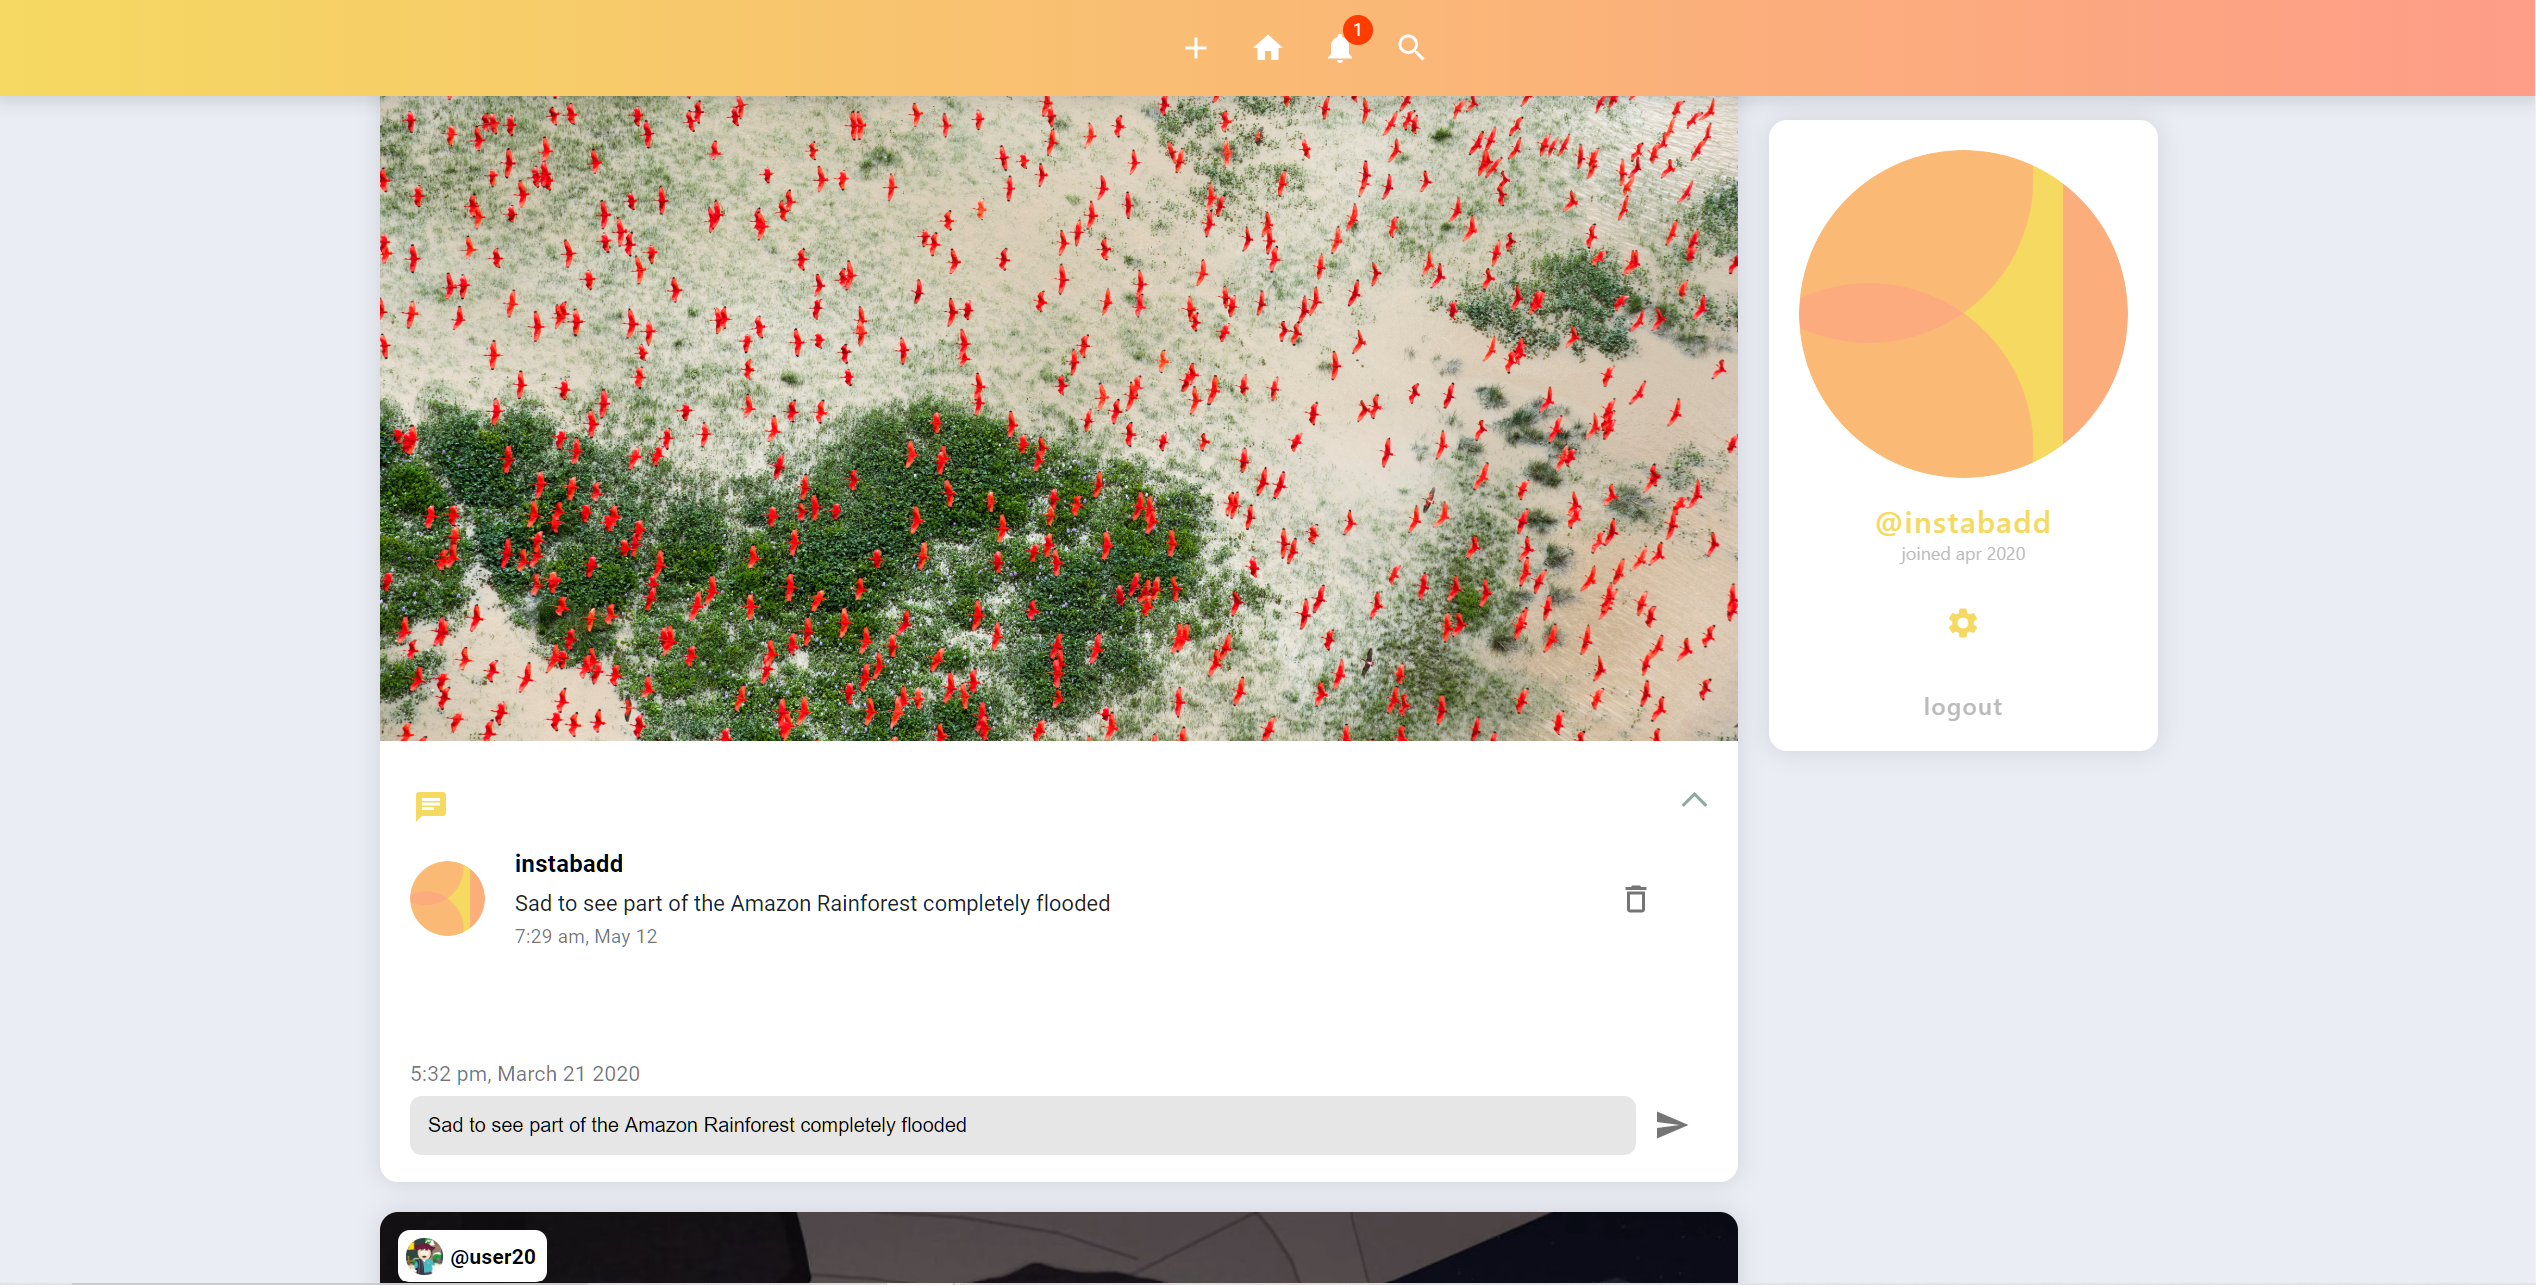 1
@instabadd
joined apr 2020
logout
instabadd
Sad to see part of the Amazon Rainforest completely flooded
7:29 am, May 12
5:32 pm, March 21 2020
Sad to see part of the Amazon Rainforest completely flooded
@user20